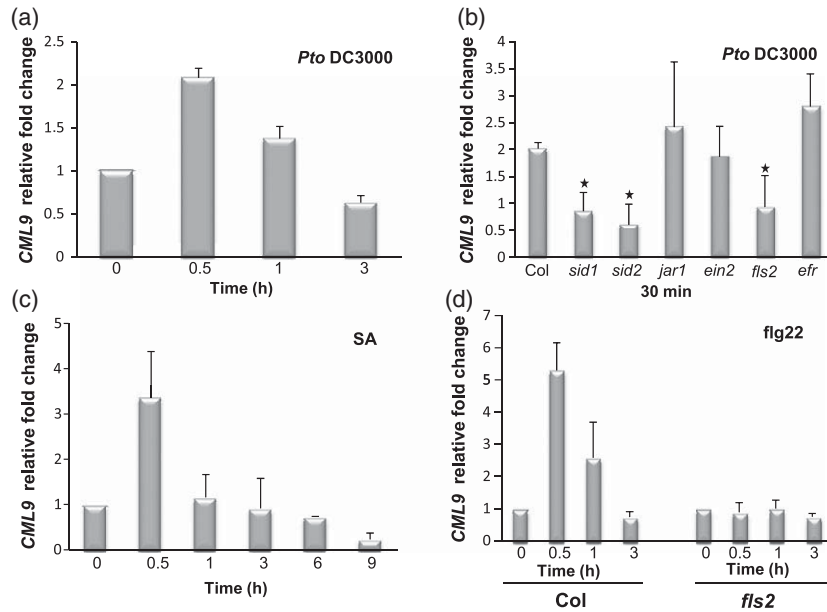 (a)
Pto DC3000
CML9 relative fold change
2.5
2
1.5
1
0.5
0
0 0.5 1 3
Time (h)
(b)
Pto DC3000
CML9 relative fold change
4
3.5
3
2.5
2
1.5
1
0.5
0
★ ★ ★
Col sid1 sid2 jar1 ein2 fls2 efr
30 min
(c)
SA
CML9 relative fold change
5
4
3
2
1
0
0 0.5 1 3 6 9
Time (h)
(d)
flg22
CML9 relative fold change
7
6
5
4
3
2
1
0
0 0.5 1 3 0 0.5 1 3
Time (h) Time (h)
Col fls2